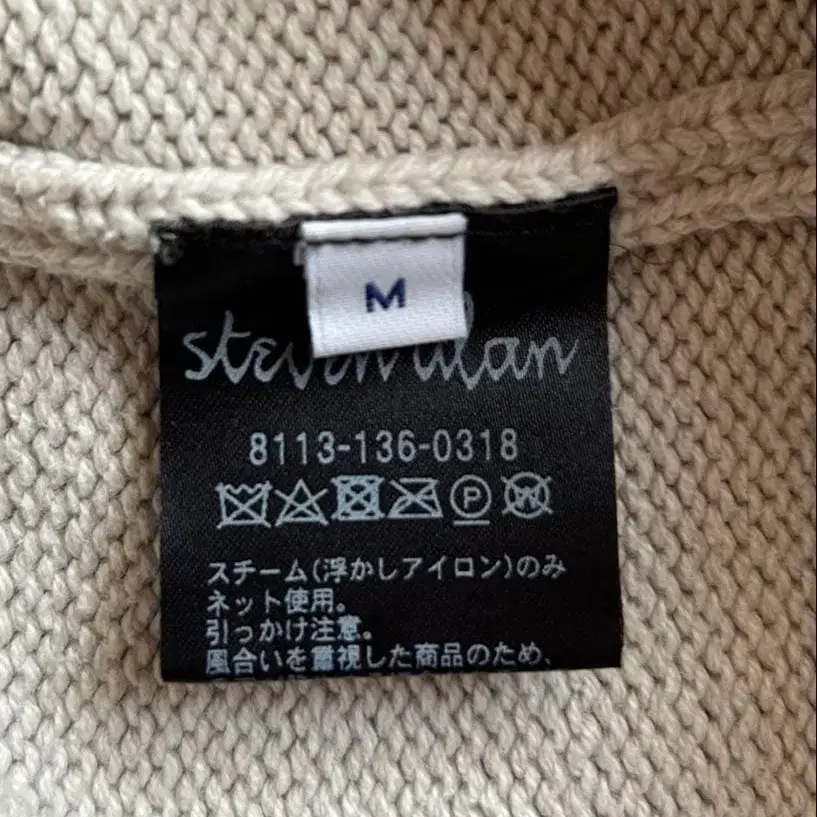 M
steven alan
8113-136-0318
P W
スチーム(浮かしアイロン)のみ
ネット使用。
引っかけ注意。
風合いを重視した商品のため、